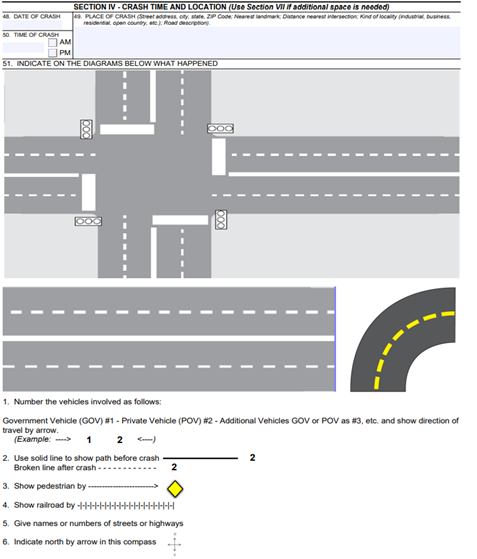 SECTION IV - CRASH TIME AND LOCATION (Use Section VII if additional space is needed)
48. DATE OF CRASH
49. PLACE OF CRASH (Street address, city, state, ZIP Code; Nearest landmark; Distance nearest intersection; Kind of locality (industrial, business,
residential, open country, etc.); Road description).
50. TIME OF CRASH
AM
PM
51. INDICATE ON THE DIAGRAMS BELOW WHAT HAPPENED
1. Number the vehicles involved as follows:
Government Vehicle (GOV) #1 - Private Vehicle (POV) #2 - Additional Vehicles GOV or POV as #3, etc. and show direction of
travel by arrow.
(Example: ----> 1 2 <----)
2. Use solid line to show path before crash 2
Broken line after crash - - - - - - - - - - - 2
3. Show pedestrian by ------------------------>
4. Show railroad by -|-|-|-|-|-|-|-|-|-|-|-|-|-|-|-|-|-|-|
5. Give names or numbers of streets or highways
6. Indicate north by arrow in this compass